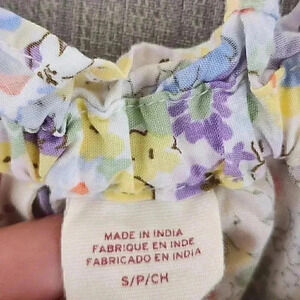 MADE IN INDIA
FABRIQUE EN INDE
FABRICADO EN INDIA
S/P/CH